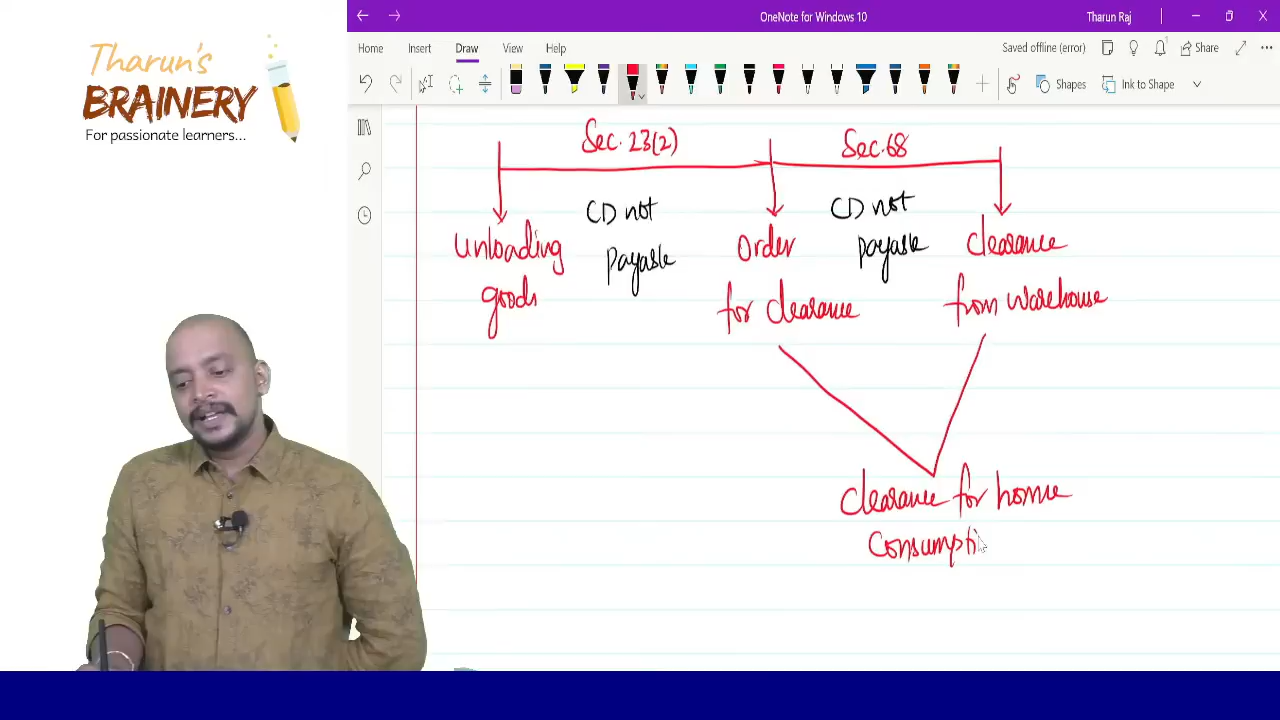 Tharun's
BRAINERY
For passionate learners...
OneNote for Windows 10
Tharun Raj
Home Insert Draw View Help
Saved offline (error)
Share
Shapes
Ink to Shape
Sec. 23(2)
Sec. 68
CD not
payable
CD not
payable
Unloading
goods
Order
for clearance
Clearance
from warehouse
Clearance for home
Consumpti